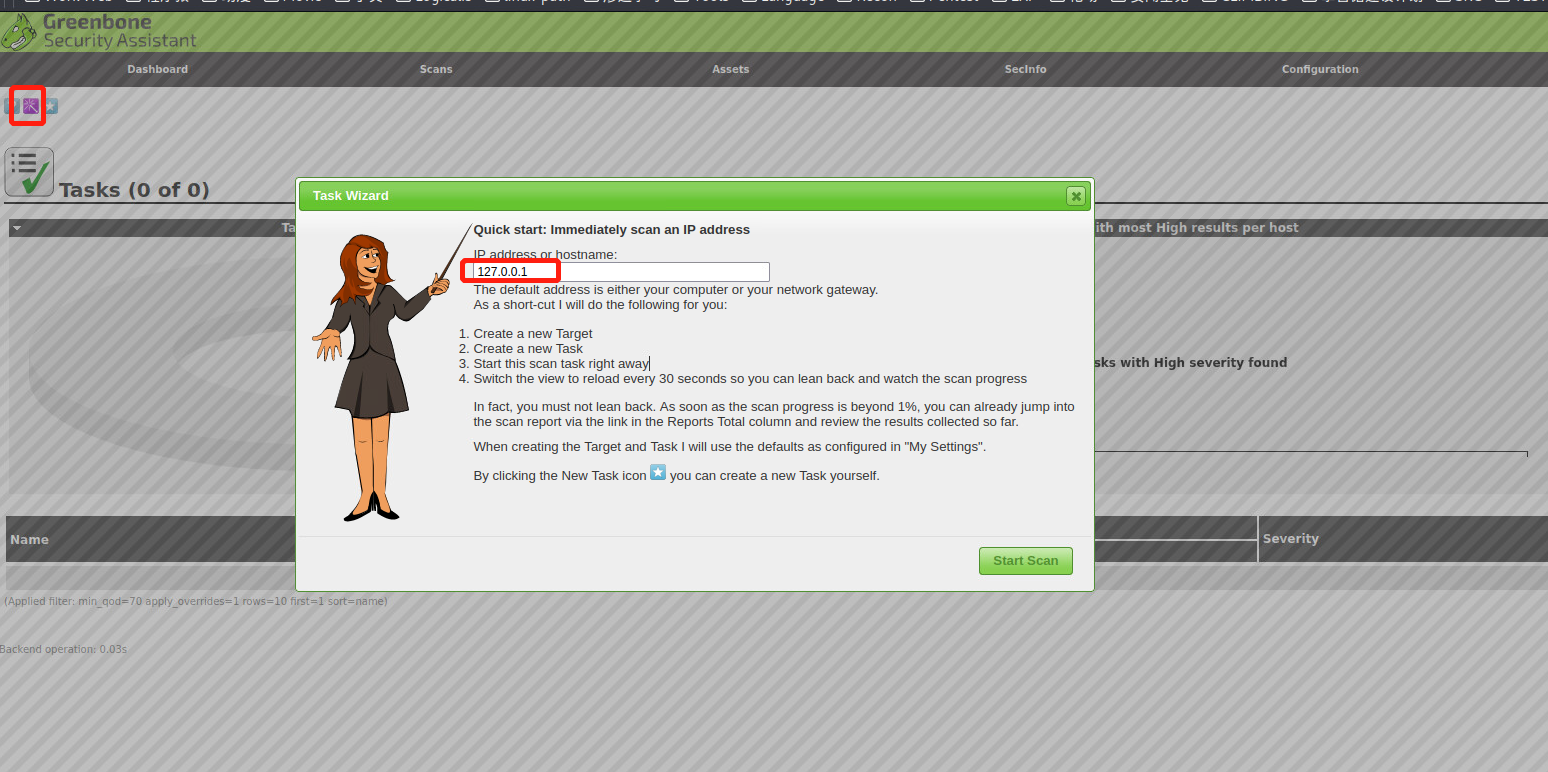 Greenbone
Security Assistant
Dashboard Scans Assets SecInfo Configuration
Tasks (0 of 0)
Task Wizard
Quick start: Immediately scan an IP address
IP address or hostname:
127.0.0.1
The default address is either your computer or your network gateway.
As a short-cut I will do the following for you:
1. Create a new Target
2. Create a new Task
3. Start this scan task right away
4. Switch the view to reload every 30 seconds so you can lean back and watch the scan progress
In fact, you must not lean back. As soon as the scan progress is beyond 1%, you can already jump into
the scan report via the link in the Reports Total column and review the results collected so far.
When creating the Target and Task I will use the defaults as configured in "My Settings".
By clicking the New Task icon you can create a new Task yourself.
Start Scan
with most High results per host
with High severity found
Name Severity
(Applied filter: min_qod=70 apply_overrides=1 rows=10 first=1 sort=name)
Backend operation: 0.03s